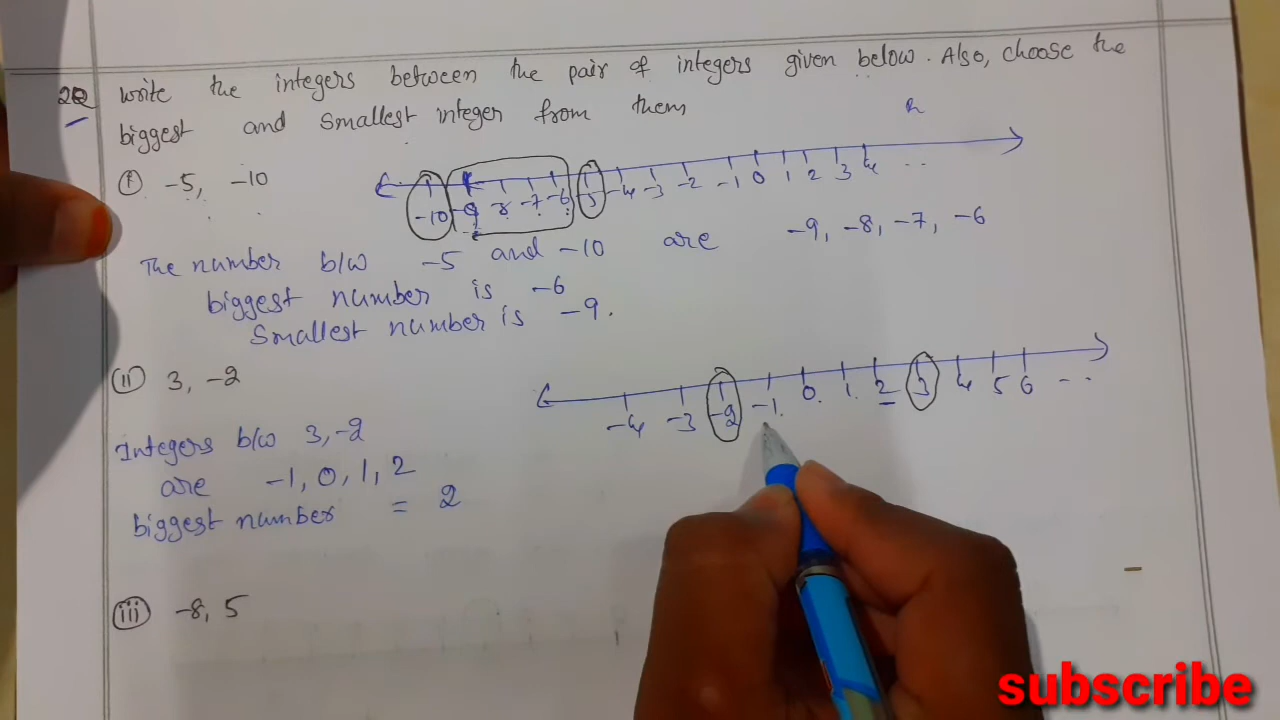 2Q Write the integers between the pair of integers given below. Also, choose the
biggest and smallest integer from them
(i) -5, -10
-10 -9 -8 -7 -6 -5 -4 -3 -2 -1 0 1 2 3 4 ...
The number b/w -5 and -10 are -9, -8, -7, -6
biggest number is -6
Smallest number is -9.
(ii) 3, -2
-4 -3 -2 -1 0 1 2 3 4 5 6 ...
Integers b/w 3, -2
are -1, 0, 1, 2
biggest number = 2
(iii) -8, 5
subscribe